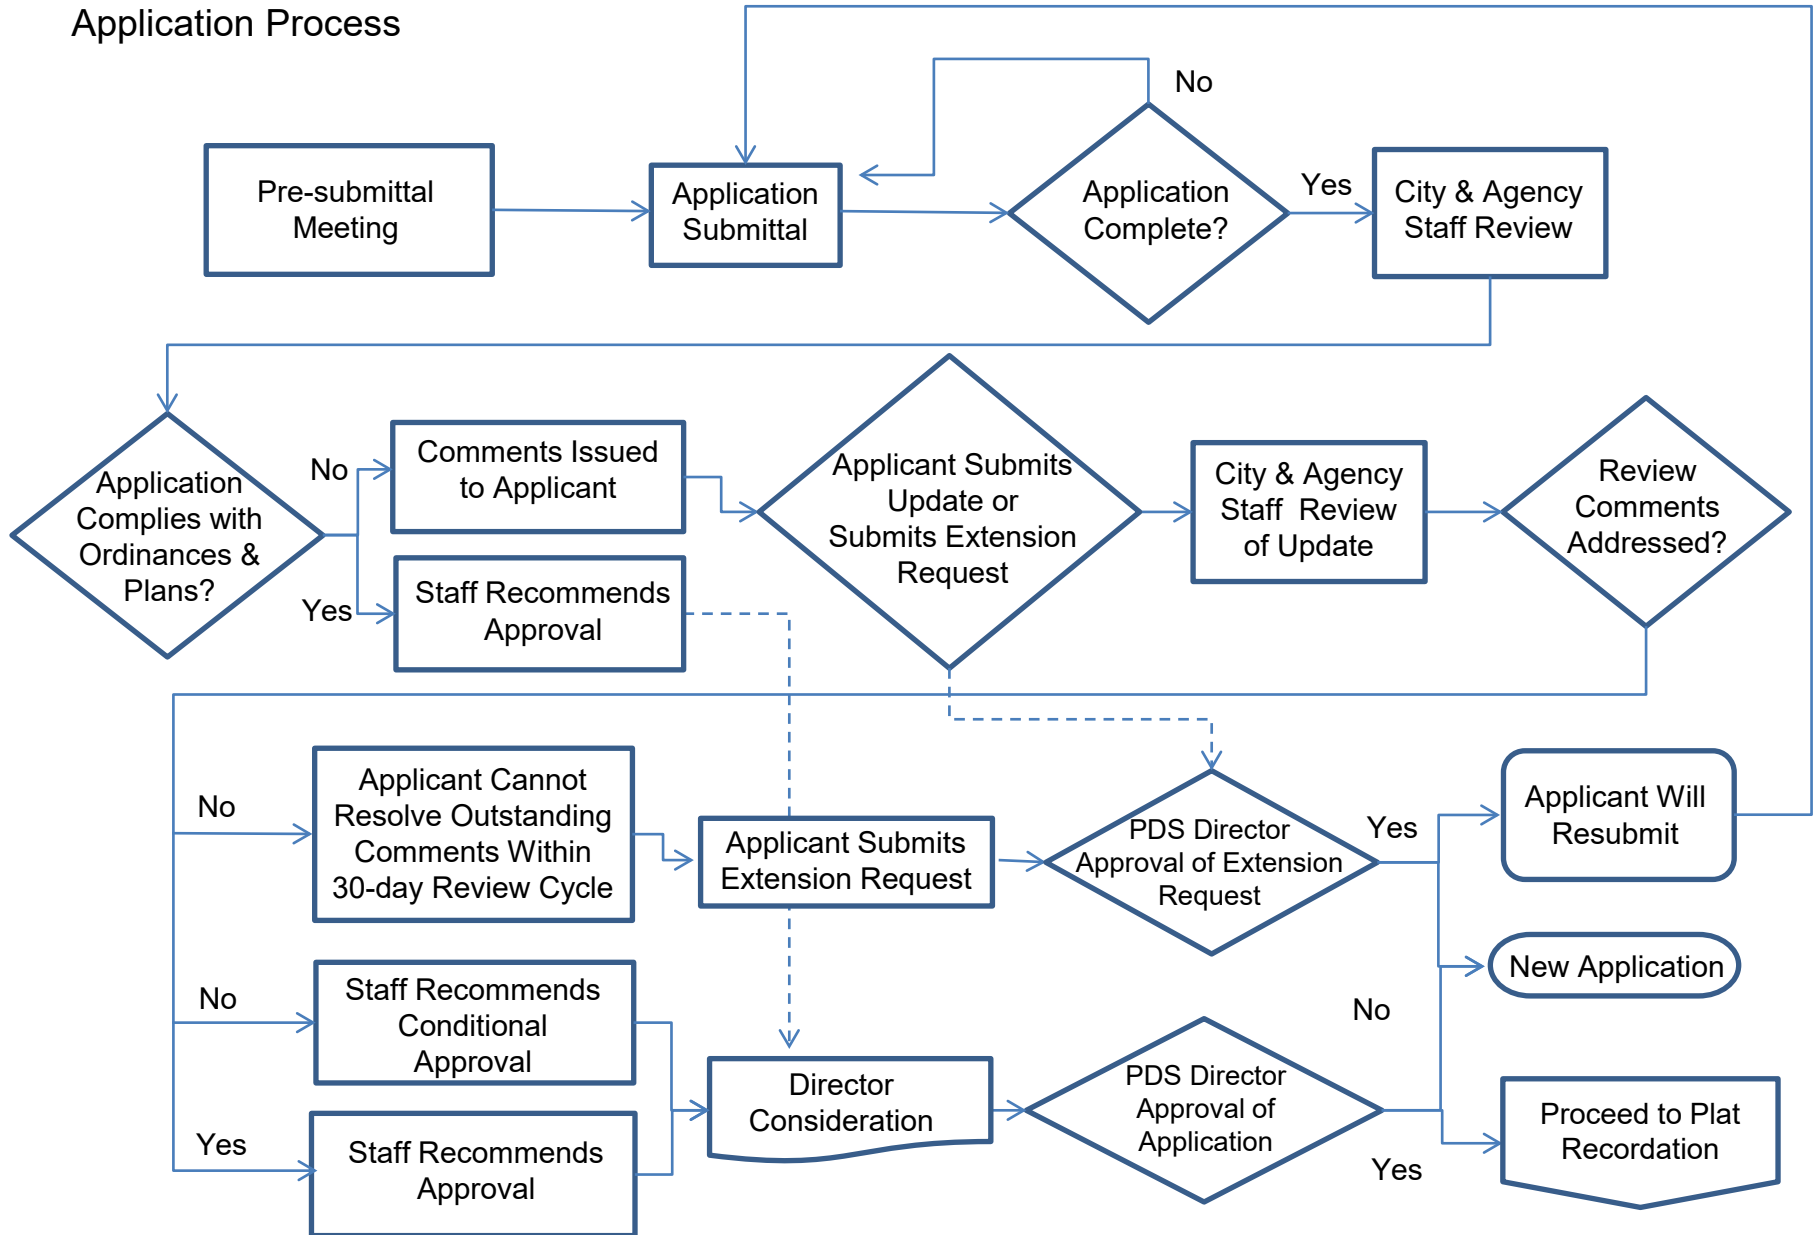 Application Process
No
Pre-submittal
Meeting
Application
Submittal
Application
Complete?
Yes
City & Agency
Staff Review
Application
Complies with
Ordinances &
Plans?
No
Yes
Comments Issued
to Applicant
Staff Recommends
Approval
Applicant Submits
Update or
Submits Extension
Request
City & Agency
Staff Review
of Update
Review
Comments
Addressed?
No
Applicant Cannot
Resolve Outstanding
Comments Within
30-day Review Cycle
Applicant Submits
Extension Request
PDS Director
Approval of Extension
Request
Yes
Applicant Will
Resubmit
New Application
No
No
Staff Recommends
Conditional
Approval
Yes
Staff Recommends
Approval
Director
Consideration
PDS Director
Approval of
Application
Yes
Proceed to Plat
Recordation